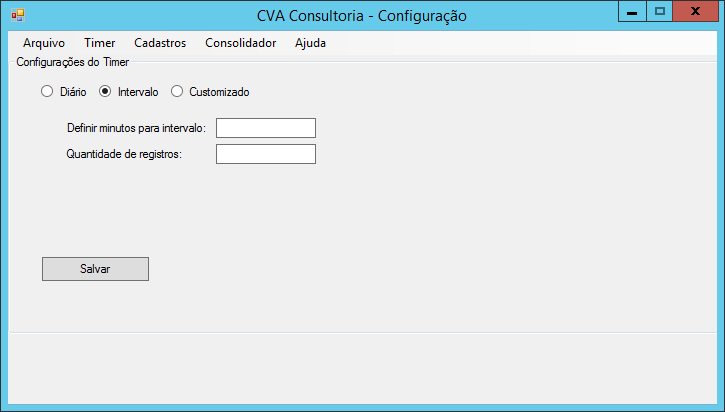 CVA Consultoria - Configuração
Arquivo Timer Cadastros Consolidador Ajuda
Configurações do Timer
Diário Intervalo Customizado
Definir minutos para intervalo:
Quantidade de registros:
Salvar